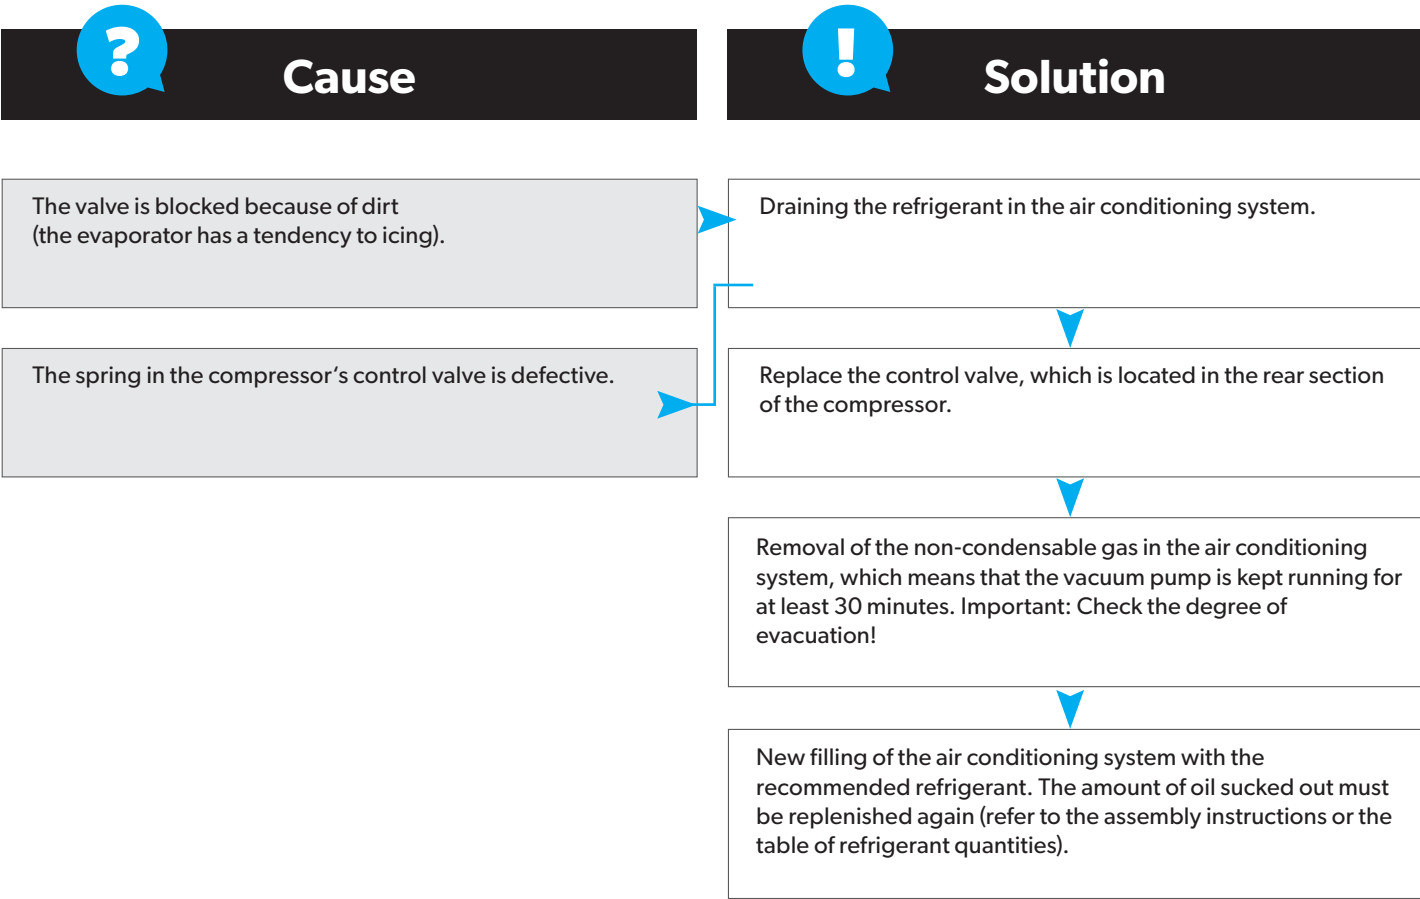 ?
Cause
!
Solution
The valve is blocked because of dirt
(the evaporator has a tendency to icing).
Draining the refrigerant in the air conditioning system.
The spring in the compressor‘s control valve is defective.
Replace the control valve, which is located in the rear section
of the compressor.
Removal of the non-condensable gas in the air conditioning
system, which means that the vacuum pump is kept running for
at least 30 minutes. Important: Check the degree of
evacuation!
New filling of the air conditioning system with the
recommended refrigerant. The amount of oil sucked out must
be replenished again (refer to the assembly instructions or the
table of refrigerant quantities).